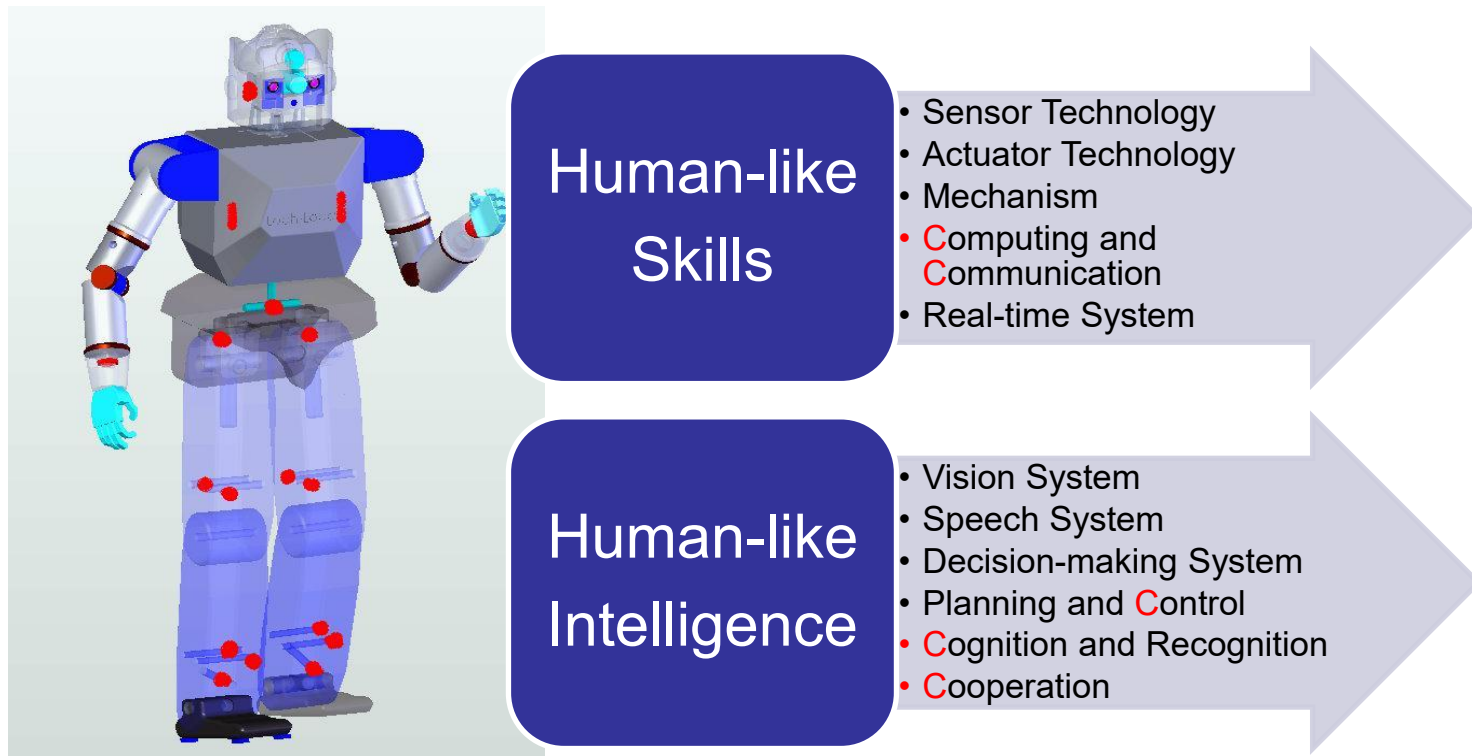 Human-like
Skills
• Sensor Technology
• Actuator Technology
• Mechanism
• Computing and
Communication
• Real-time System
Human-like
Intelligence
• Vision System
• Speech System
• Decision-making System
• Planning and Control
• Cognition and Recognition
• Cooperation